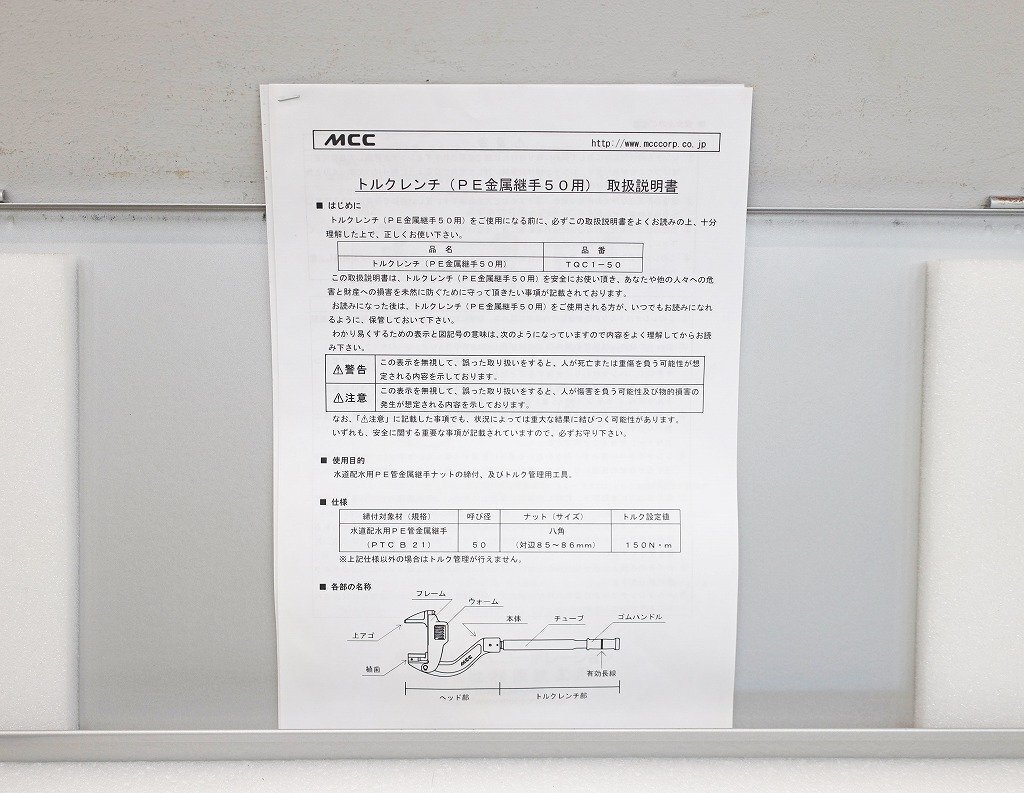 MCC http://www.mcccorp.co.jp
トルクレンチ（ＰＥ金属継手５０用） 取扱説明書
■ はじめに
トルクレンチ（ＰＥ金属継手５０用）をご使用になる前に、必ずこの取扱説明書をよくお読みの上、十分
理解した上で、正しくお使い下さい。
品 名 品 番
トルクレンチ（ＰＥ金属継手５０用） ＴＱＣ１－５０
この取扱説明書は、トルクレンチ（ＰＥ金属継手５０用）を安全にお使い頂き、あなたや他の人々への危
害と財産への損害を未然に防ぐために守って頂きたい事項が記載されております。
お読みになった後は、トルクレンチ（ＰＥ金属継手５０用）をご使用される方が、いつでもお読みになれ
るように、保管しておいて下さい。
わかり易くするための表示と図記号の意味は、次のようになっていますので内容をよく理解してからお読
み下さい。
⚠警告 この表示を無視して、誤った取り扱いをすると、人が死亡または重傷を負う可能性が想
定される内容を示しております。
⚠注意 この表示を無視して、誤った取り扱いをすると、人が傷害を負う可能性及び物的損害の
発生が想定される内容を示しております。
なお、「⚠注意」に記載した事項でも、状況によっては重大な結果に結びつく可能性があります。
いずれも、安全に関する重要な事項が記載されていますので、必ずお守り下さい。
■ 使用目的
水道配水用ＰＥ管金属継手ナットの締付、及びトルク管理用工具。
■ 仕様
締付対象材（規格） 呼び径 ナット（サイズ） トルク設定値
水道配水用ＰＥ管金属継手
（ＰＴＣ Ｂ ２１） ５０ 八角
（対辺８５～８６ｍｍ） １５０Ｎ・ｍ
※上記仕様以外の場合はトルク管理が行えません。
■ 各部の名称
フレーム
ウォーム
本体
チューブ
ゴムハンドル
上アゴ
植歯
MCC
有効長線
ヘッド部
トルクレンチ部